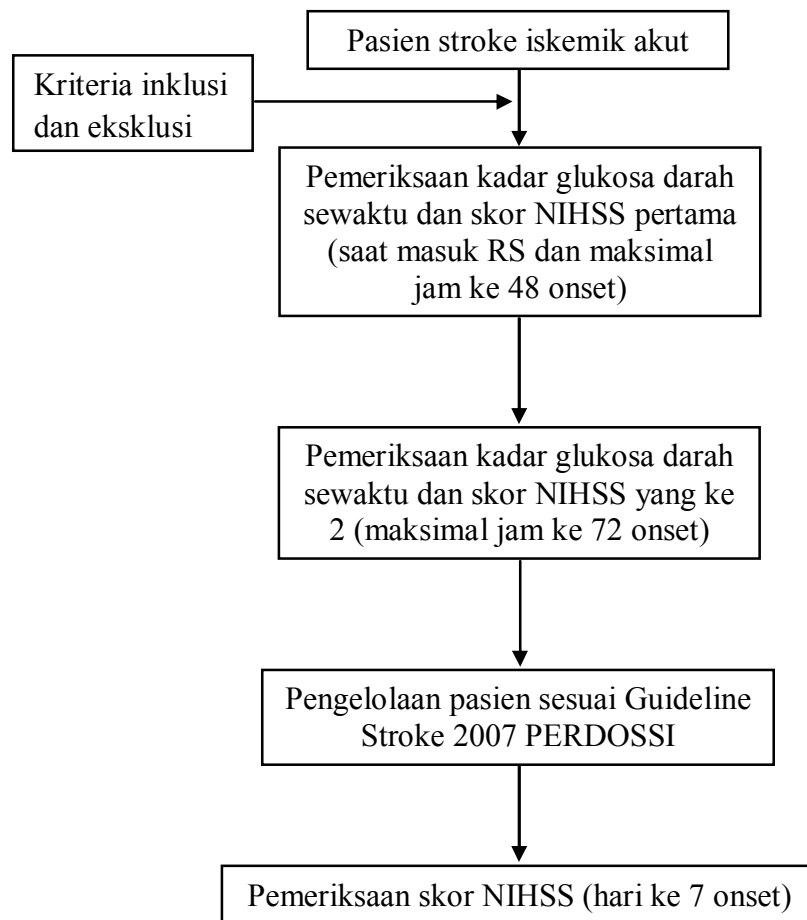 Pasien stroke iskemik akut
Kriteria inklusi
dan eksklusi
Pemeriksaan kadar glukosa darah
sewaktu dan skor NIHSS pertama
(saat masuk RS dan maksimal
jam ke 48 onset)
Pemeriksaan kadar glukosa darah
sewaktu dan skor NIHSS yang ke
2 (maksimal jam ke 72 onset)
Pengelolaan pasien sesuai Guideline
Stroke 2007 PERDOSSI
Pemeriksaan skor NIHSS (hari ke 7 onset)